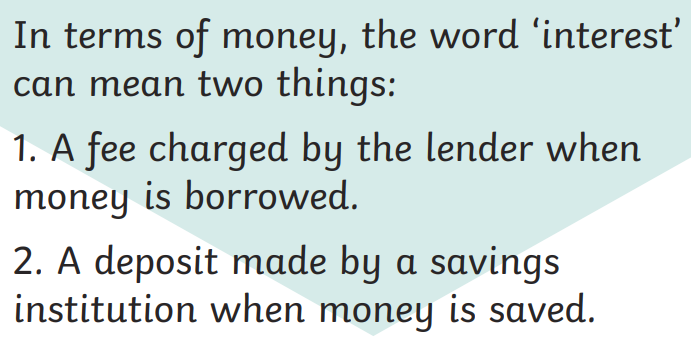 In terms of money, the word ‘interest’
can mean two things:
1. A fee charged by the lender when
money is borrowed.
2. A deposit made by a savings
institution when money is saved.